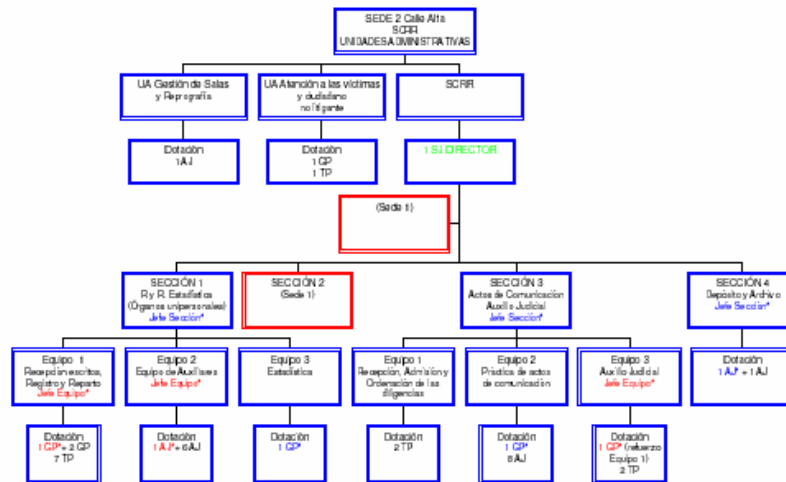 SEDE 2 Calle Alta
SCRR
UNIDADES ADMINISTRATIVAS
UA Gestión de Salas
y Reprografía
UA Atención a las víctimas
y ciudadano
no litigante
SCRR
Dotación
1 AJ
Dotación
1 GP
1 TP
1 SJ DIRECTOR
(Sede 1)
SECCIÓN 1
R y R. Estadística
(Órganos unipersonales)
Jefe Sección*
SECCIÓN 2
(Sede 1)
SECCIÓN 3
Actos de Comunicación
Auxilio Judicial
Jefe Sección*
SECCIÓN 4
Depósito y Archivo
Jefe Sección*
Equipo 1
Recepción escritos,
Registro y Reparto
Jefe Equipo*
Equipo 2
Equipo de Auxiliares
Jefe Equipo*
Equipo 3
Estadística
Equipo 1
Recepción, Admisión y
Ordenación de las
diligencias
Equipo 2
Práctica de actos
de comunicación
Equipo 3
Auxilio Judicial
Jefe Equipo*
Dotación
1 AJ* + 1 AJ
Dotación
1 GP* + 2 GP
7 TP
Dotación
1 AJ* + 6 AJ
Dotación
1 GP*
Dotación
2 TP
Dotación
1 GP*
8 AJ
Dotación
1 GP* (refuerzo
Equipo 1)
2 TP